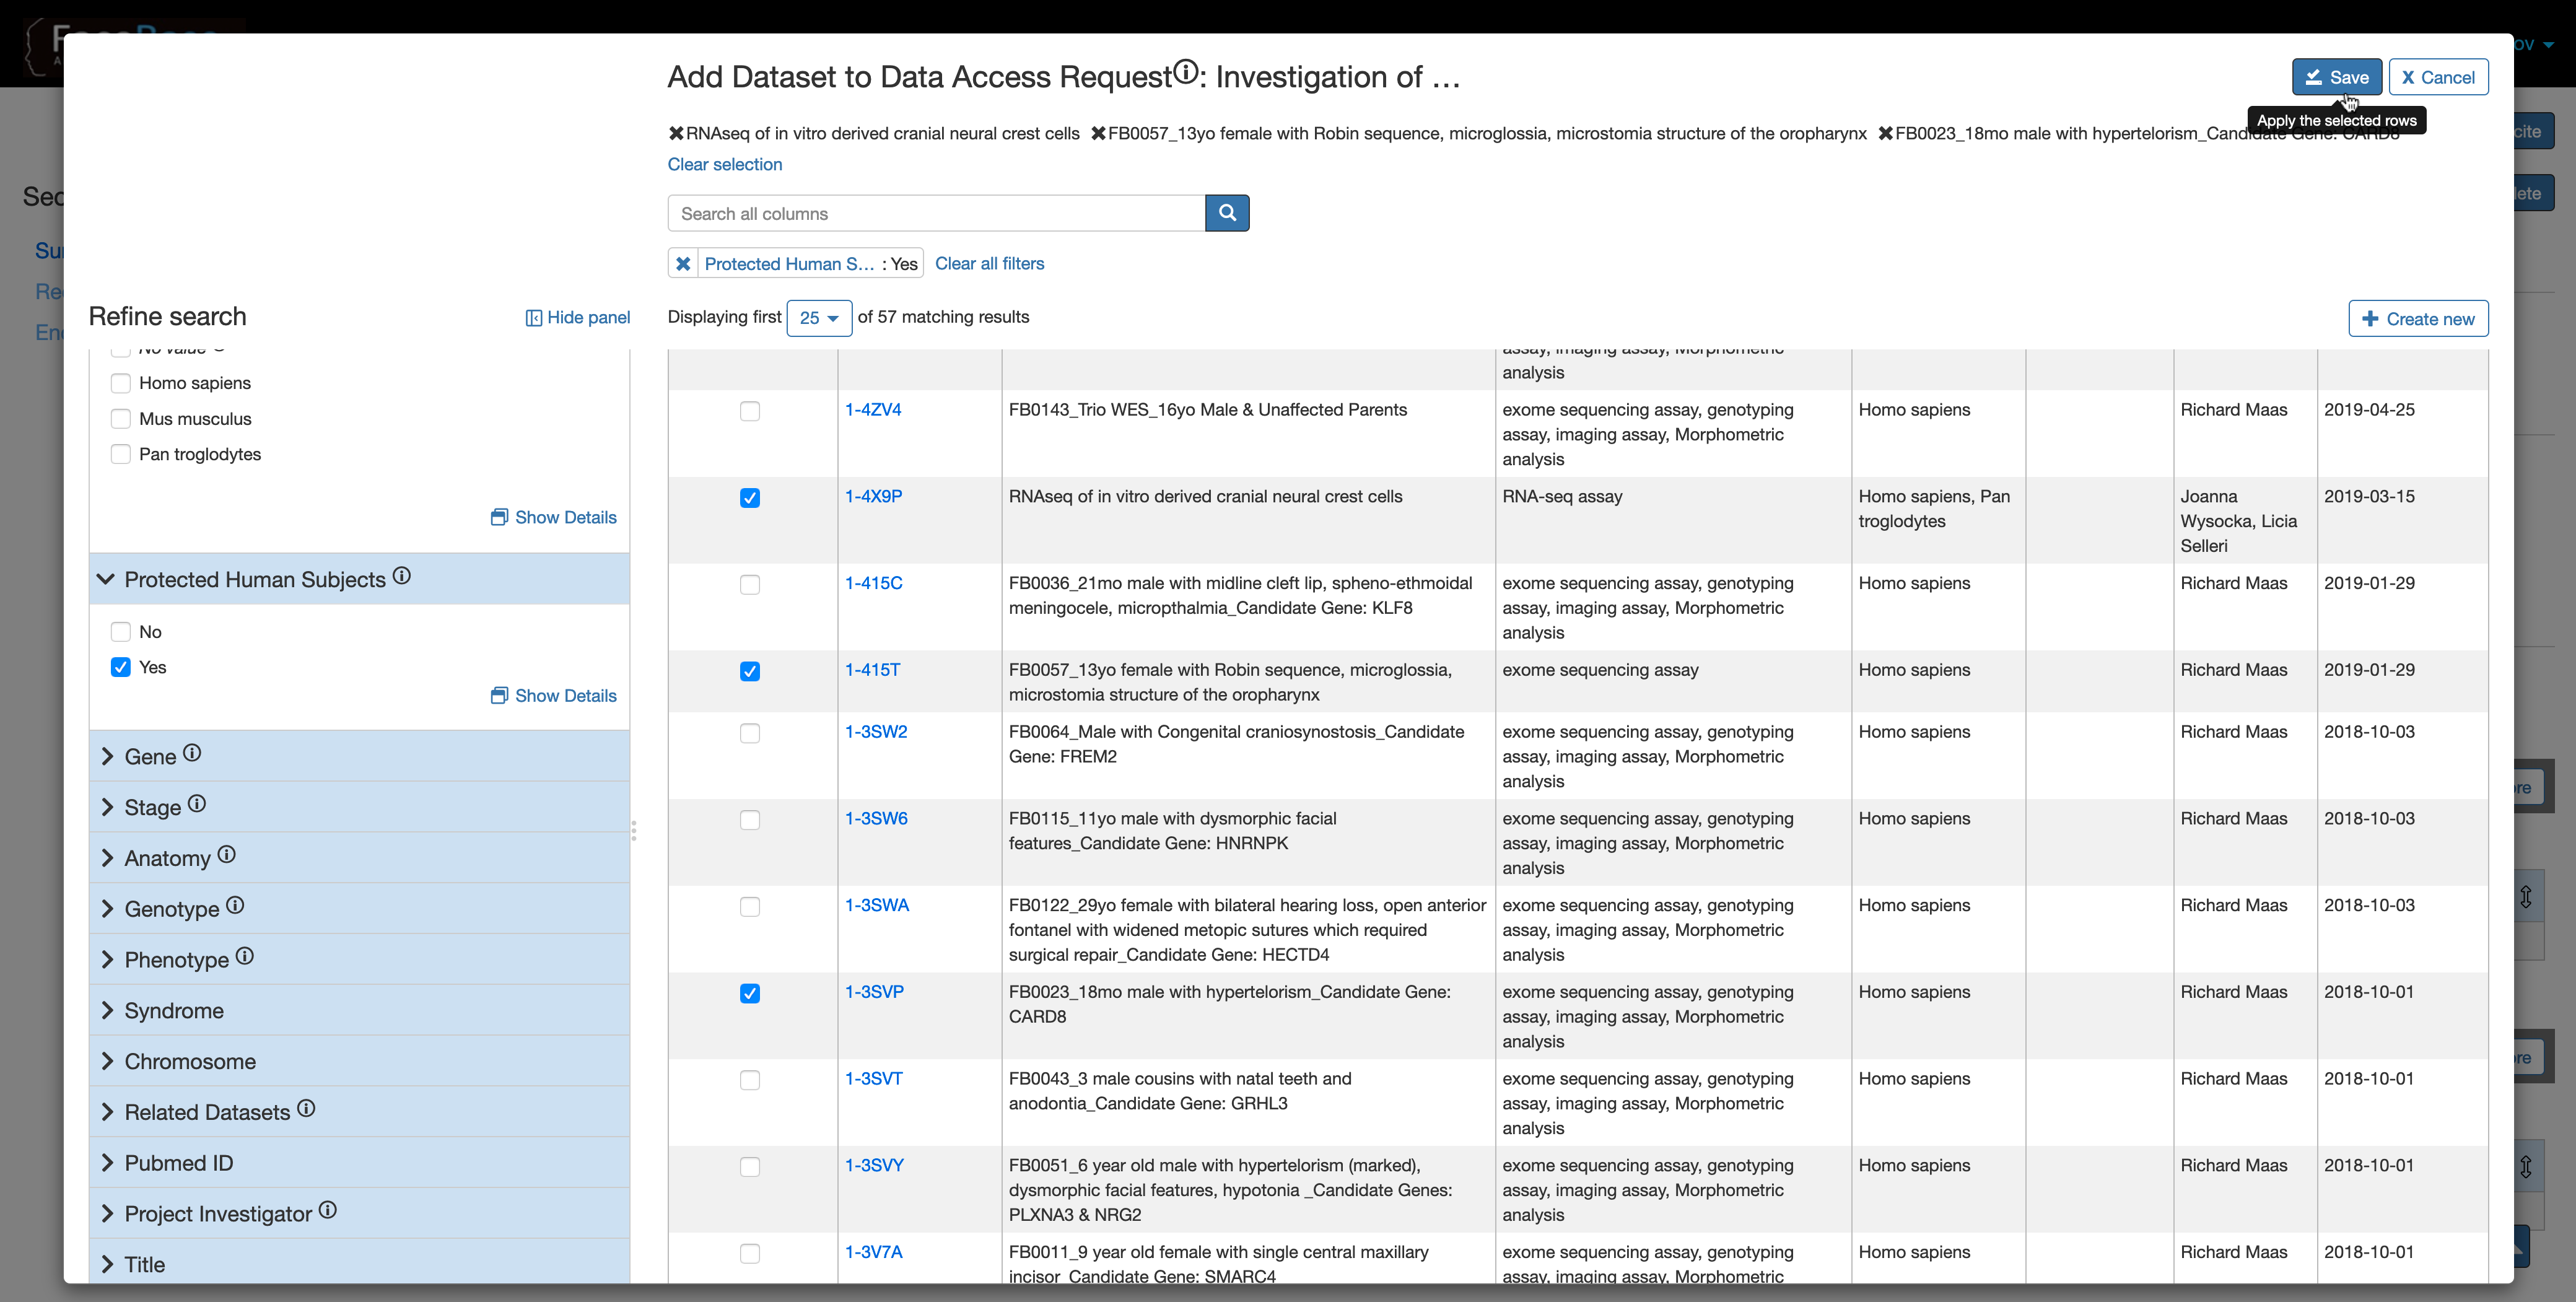 Add Dataset to Data Access Request: Investigation of ...
Save
X Cancel
Apply the selected rows
RNAseq of in vitro derived cranial neural crest cells FB0057_13yo female with Robin sequence, microglossia, microstomia structure of the oropharynx FB0023_18mo male with hypertelorism_Candidate Gene: CARD8
Clear selection
Search all columns
Protected Human S... : Yes Clear all filters
Refine search
Hide panel
Displaying first 25 of 57 matching results
Create new
No value
Homo sapiens
Mus musculus
Pan troglodytes
Show Details
Protected Human Subjects
No
Yes
Show Details
Gene
Stage
Anatomy
Genotype
Phenotype
Syndrome
Chromosome
Related Datasets
Pubmed ID
Project Investigator
Title
assay, imaging assay, Morphometric
analysis
1-4ZV4 FB0143_Trio WES_16yo Male & Unaffected Parents exome sequencing assay, genotyping Homo sapiens Richard Maas 2019-04-25
assay, imaging assay, Morphometric
analysis
1-4X9P RNAseq of in vitro derived cranial neural crest cells RNA-seq assay Homo sapiens, Pan Joanna 2019-03-15
troglodytes Wysocka, Licia
Selleri
1-415C FB0036_21mo male with midline cleft lip, spheno-ethmoidal exome sequencing assay, genotyping Homo sapiens Richard Maas 2019-01-29
meningocele, micropthalmia_Candidate Gene: KLF8 assay, imaging assay, Morphometric
analysis
1-415T FB0057_13yo female with Robin sequence, microglossia, exome sequencing assay Homo sapiens Richard Maas 2019-01-29
microstomia structure of the oropharynx
1-3SW2 FB0064_Male with Congenital craniosynostosis_Candidate exome sequencing assay, genotyping Homo sapiens Richard Maas 2018-10-03
Gene: FREM2 assay, imaging assay, Morphometric
analysis
1-3SW6 FB0115_11yo male with dysmorphic facial exome sequencing assay, genotyping Homo sapiens Richard Maas 2018-10-03
features_Candidate Gene: HNRNPK assay, imaging assay, Morphometric
analysis
1-3SWA FB0122_29yo female with bilateral hearing loss, open anterior exome sequencing assay, genotyping Homo sapiens Richard Maas 2018-10-03
fontanel with widened metopic sutures which required assay, imaging assay, Morphometric
surgical repair_Candidate Gene: HECTD4 analysis
1-3SVP FB0023_18mo male with hypertelorism_Candidate Gene: exome sequencing assay, genotyping Homo sapiens Richard Maas 2018-10-01
CARD8 assay, imaging assay, Morphometric
analysis
1-3SVT FB0043_3 male cousins with natal teeth and exome sequencing assay, genotyping Homo sapiens Richard Maas 2018-10-01
anodontia_Candidate Gene: GRHL3 assay, imaging assay, Morphometric
analysis
1-3SVY FB0051_6 year old male with hypertelorism (marked), exome sequencing assay, genotyping Homo sapiens Richard Maas 2018-10-01
dysmorphic facial features, hypotonia _Candidate Genes: assay, imaging assay, Morphometric
PLXNA3 & NRG2 analysis
1-3V7A FB0011_9 year old female with single central maxillary exome sequencing assay, genotyping Homo sapiens Richard Maas 2018-10-01
incisor_Candidate Gene: SMARC4 assay, imaging assay, Morphometric